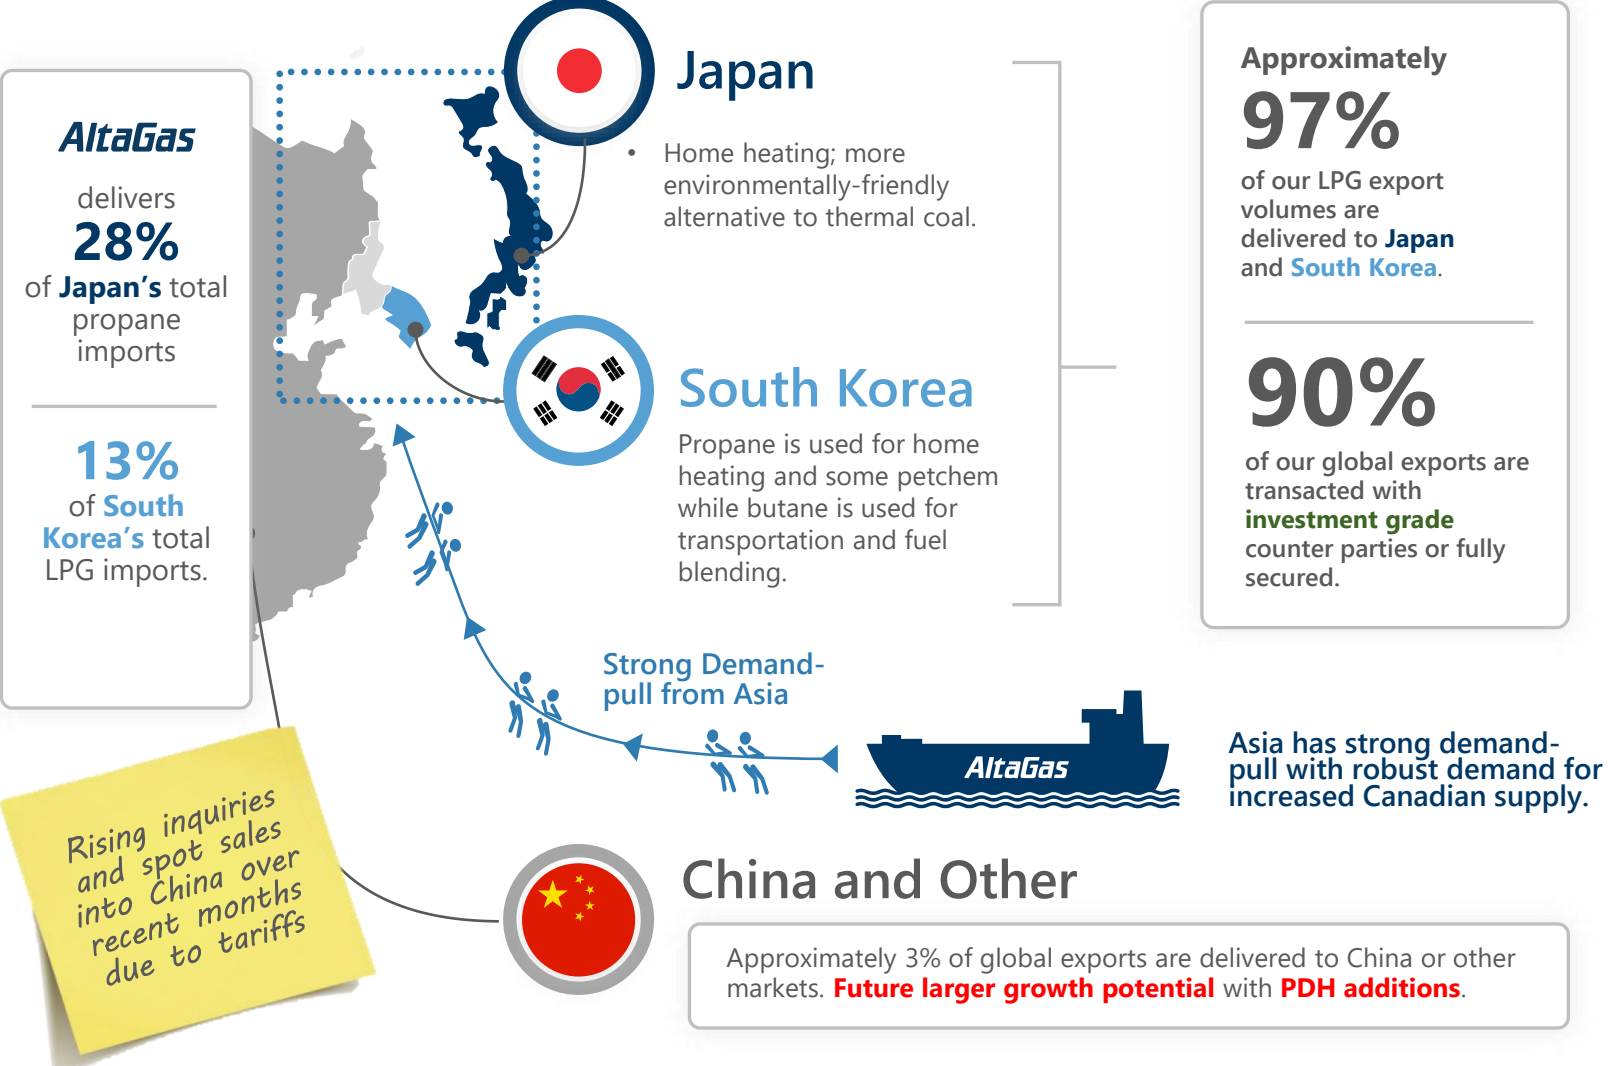 AltaGas
delivers
28%
of Japan's total
propane
imports
13%
of South
Korea's total
LPG imports.
Japan
• Home heating; more
environmentally-friendly
alternative to thermal coal.
South Korea
Propane is used for home
heating and some petchem
while butane is used for
transportation and fuel
blending.
Approximately
97%
of our LPG export
volumes are
delivered to Japan
and South Korea.
90%
of our global exports are
transacted with
investment grade
counter parties or fully
secured.
Strong Demand-
pull from Asia
AltaGas
Asia has strong demand-
pull with robust demand for
increased Canadian supply.
Rising inquiries
and spot sales
into China over
recent months
due to tariffs
China and Other
Approximately 3% of global exports are delivered to China or other
markets. Future larger growth potential with PDH additions.